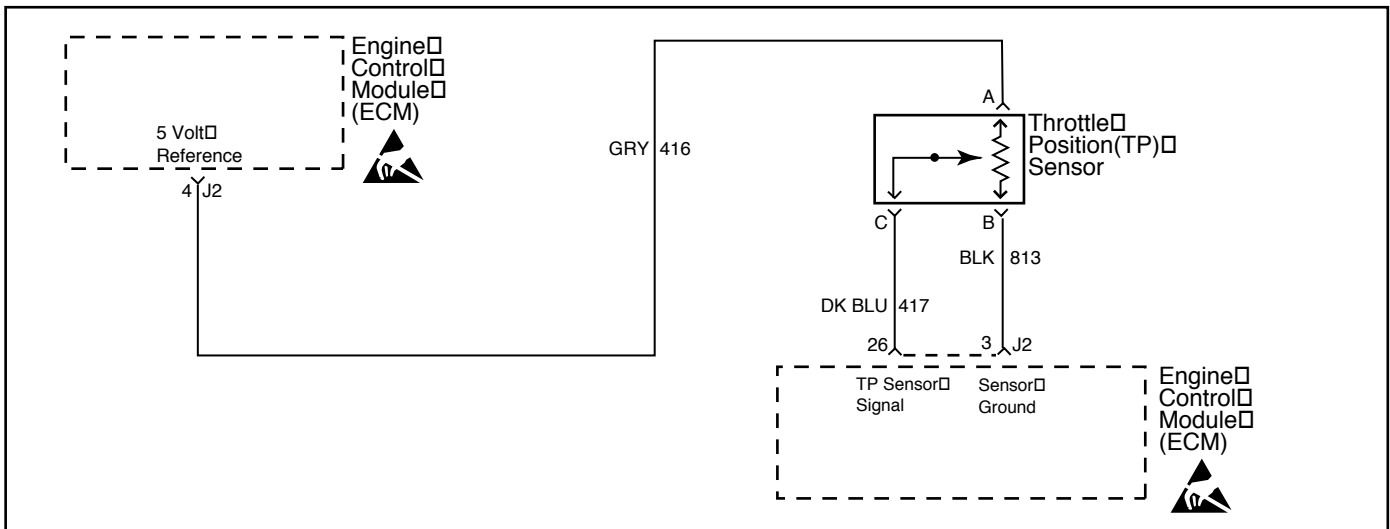 Engine
Control
Module
(ECM)
5 Volt
Reference
4 J2
GRY 416
A
Throttle
Position(TP)
Sensor
C
B
BLK 813
DK BLU 417
26
3 J2
TP Sensor
Signal
Sensor
Ground
Engine
Control
Module
(ECM)